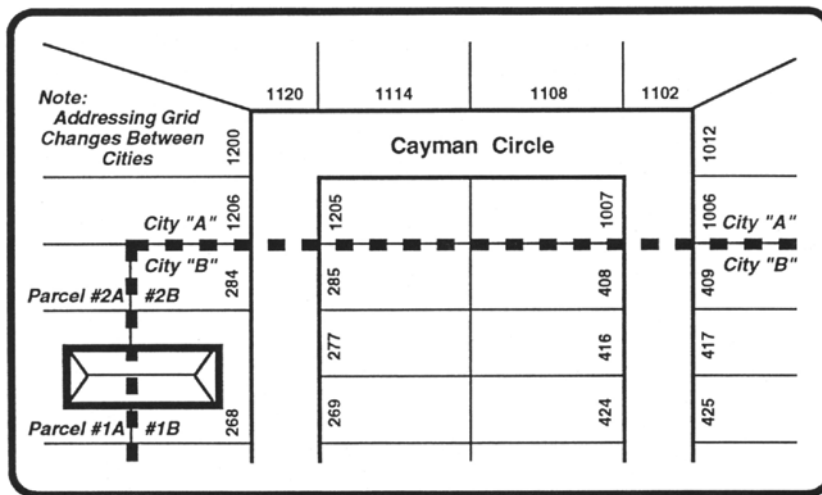 1120 1114 1108 1102
Note:
Addressing Grid
Changes Between
Cities
1200
Cayman Circle
1012
1206
1205
1007
1006
City "A"
City "A"
City "B"
City "B"
284
285
408
409
Parcel #2A #2B
277
416
417
Parcel #1A #1B
268
269
424
425